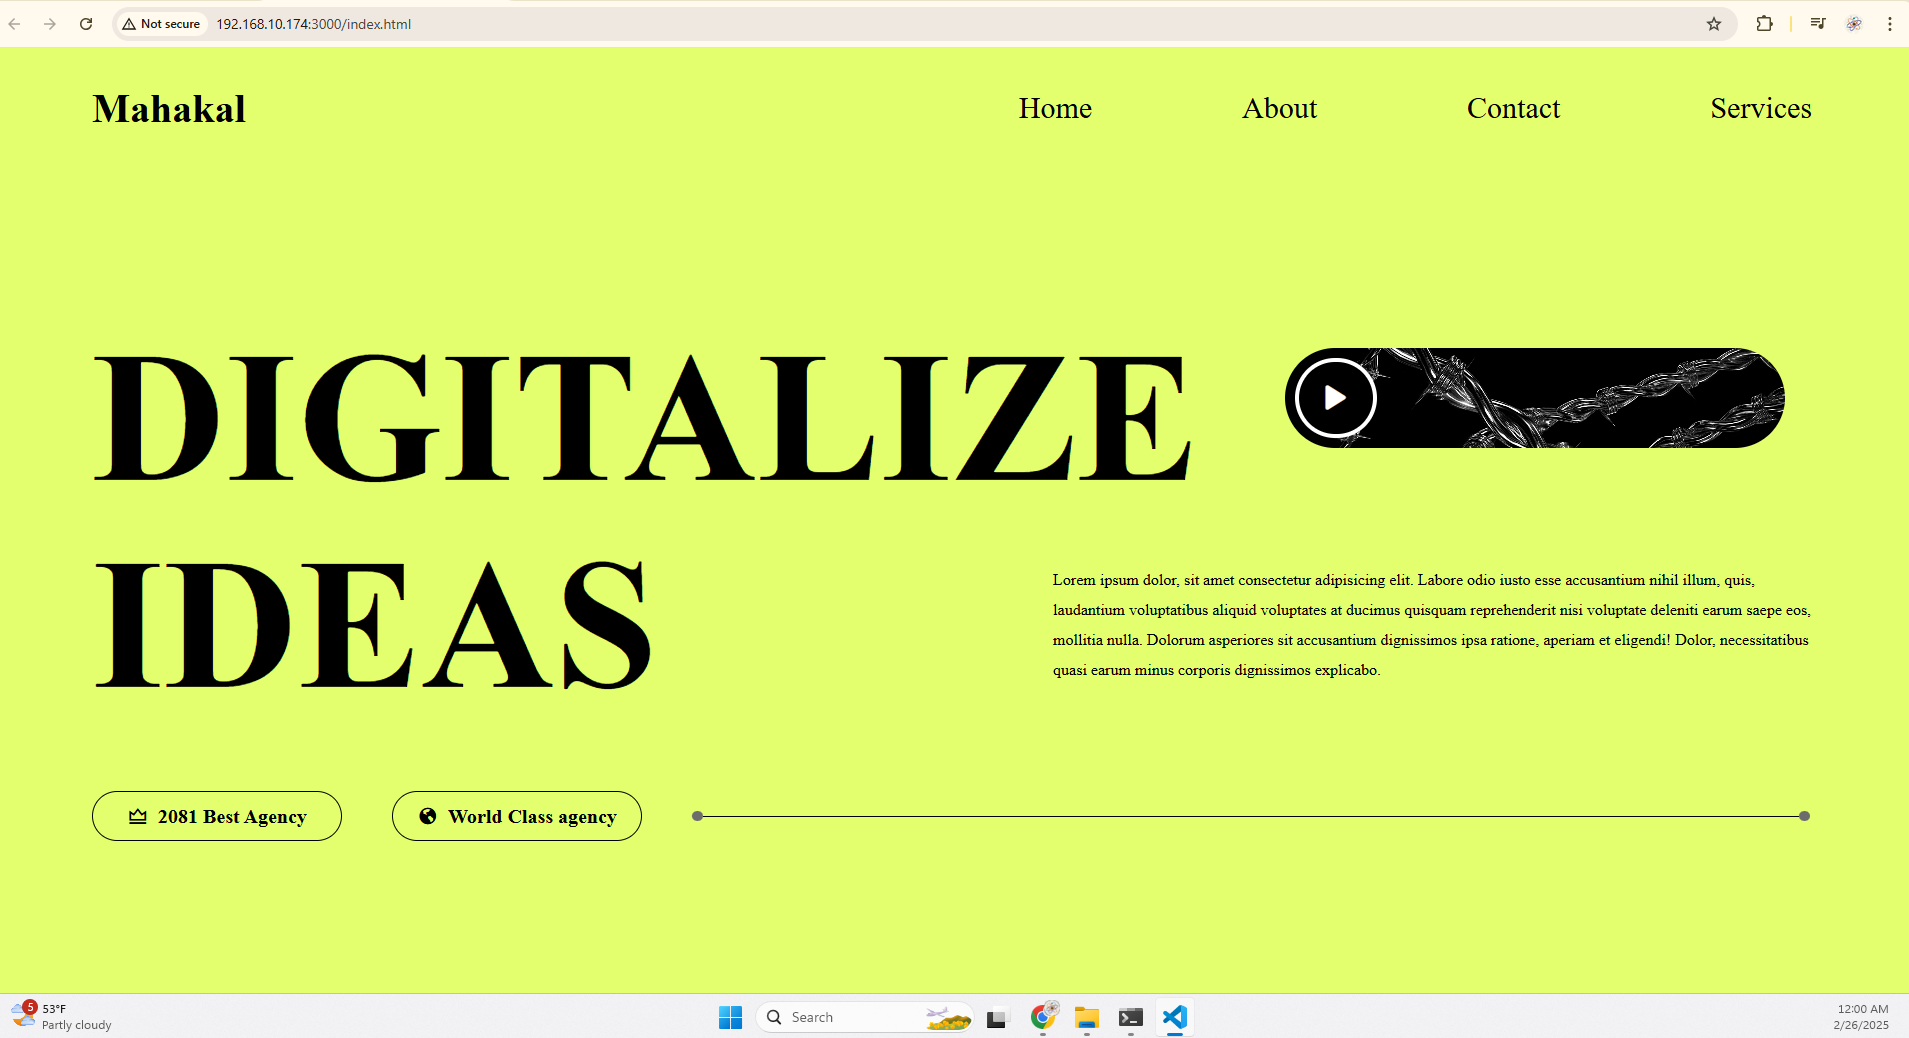 Not secure
192.168.10.174:3000/index.html
Mahakal
Home
About
Contact
Services
DIGITALIZE
IDEAS
Lorem ipsum dolor, sit amet consectetur adipisicing elit. Labore odio iusto esse accusantium nihil illum, quis,
laudantium voluptatibus aliquid voluptates at ducimus quisquam reprehenderit nisi voluptate deleniti earum saepe eos,
mollitia nulla. Dolorum asperiores sit accusantium dignissimos ipsa ratione, aperiam et eligendi! Dolor, necessitatibus
quasi earum minus corporis dignissimos explicabo.
2081 Best Agency
World Class agency
5
53°F
Partly cloudy
Search
12:00 AM
2/26/2025